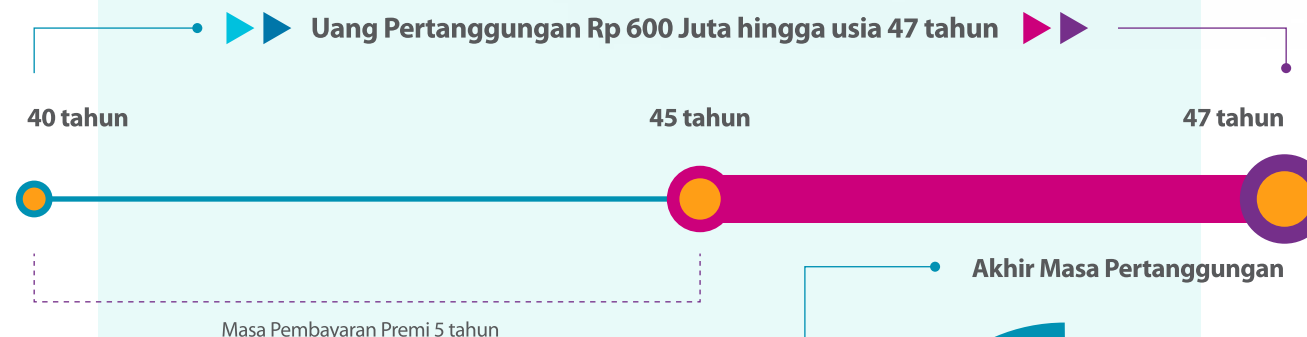 Uang Pertanggungan Rp 600 Juta hingga usia 47 tahun
40 tahun
45 tahun
47 tahun
Akhir Masa Pertanggungan
Masa Pembayaran Premi 5 tahun